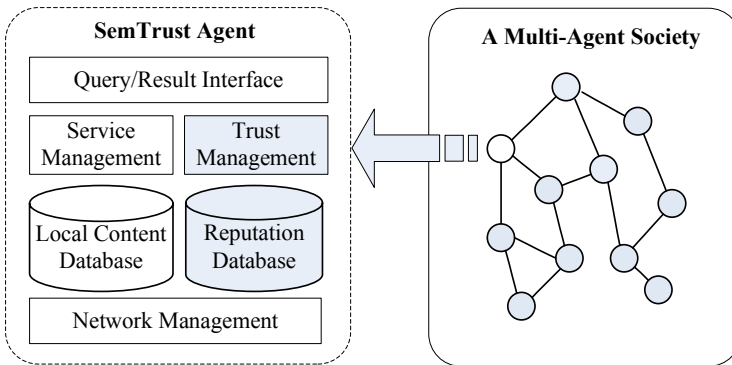 SemTrust Agent
Query/Result Interface
Service
Management
Trust
Management
Local Content
Database
Reputation
Database
Network Management
A Multi-Agent Society